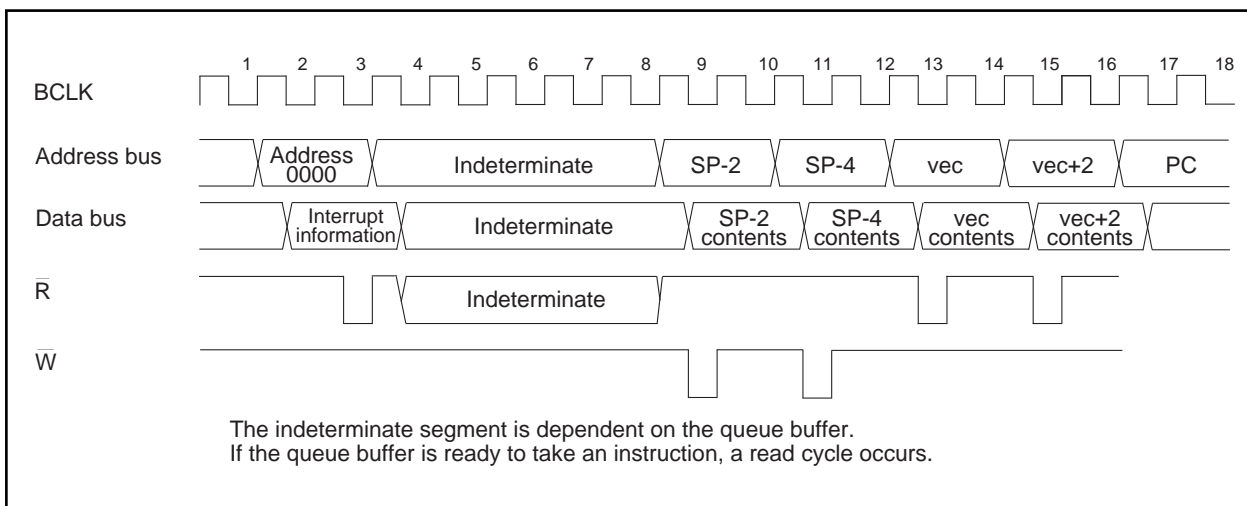 1 2 3 4 5 6 7 8 9 10 11 12 13 14 15 16 17 18
BCLK
Address bus
Address
0000
Indeterminate
SP-2
SP-4
vec
vec+2
PC
Data bus
Interrupt
information
Indeterminate
SP-2
contents
SP-4
contents
vec
contents
vec+2
contents
R̅
Indeterminate
W̅
The indeterminate segment is dependent on the queue buffer.
If the queue buffer is ready to take an instruction, a read cycle occurs.